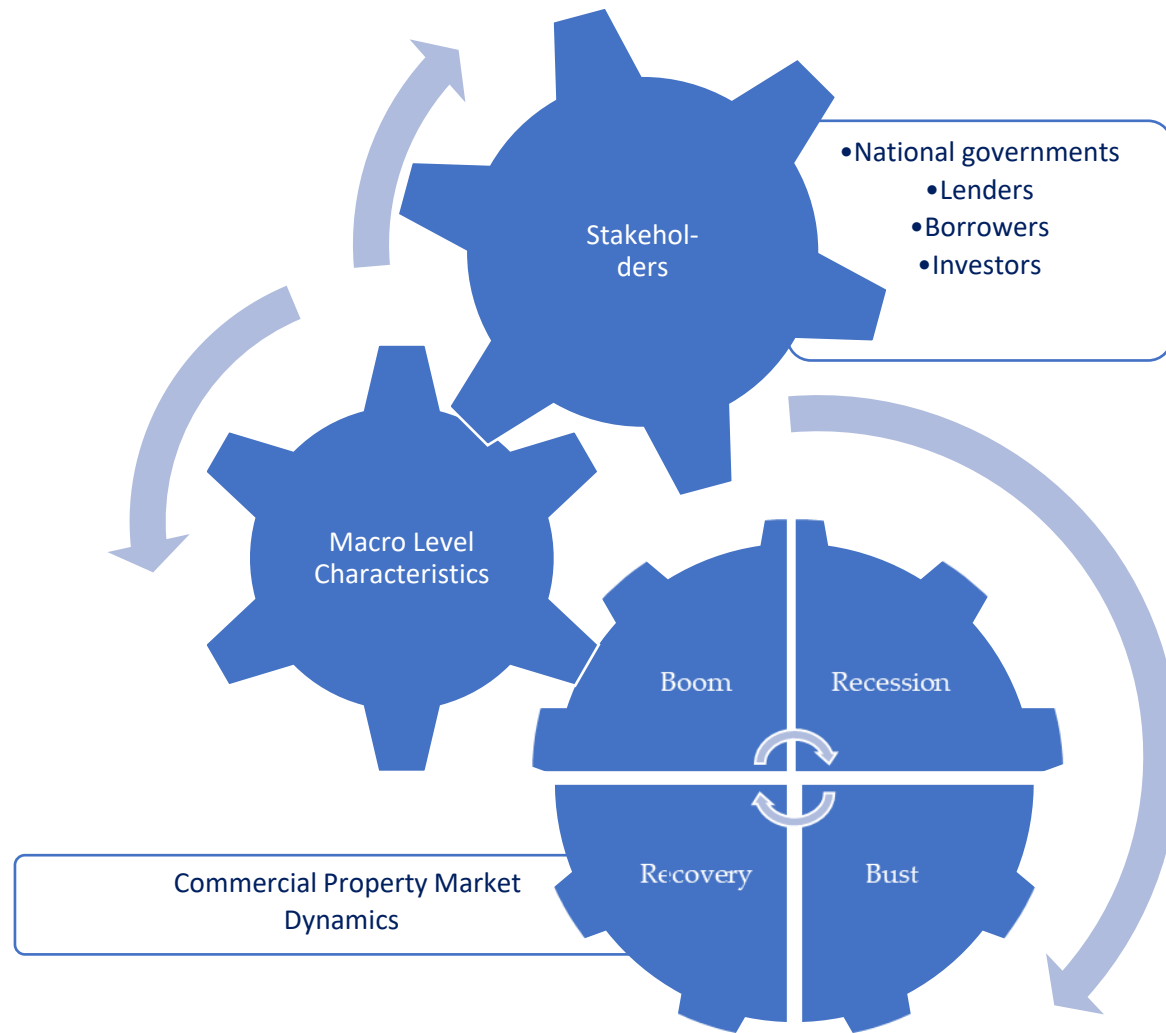 •National governments
•Lenders
•Borrowers
•Investors
Stakehol-
ders
Macro Level
Characteristics
Boom
Recession
Recovery
Bust
Commercial Property Market
Dynamics